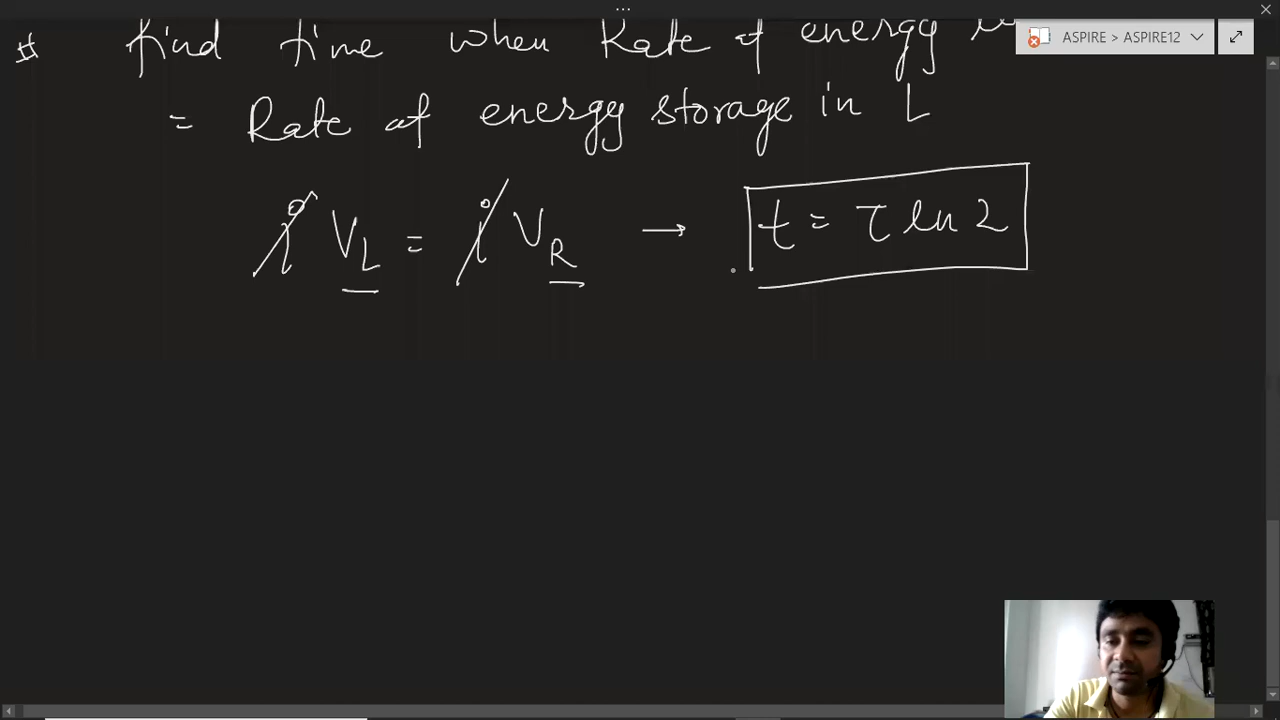 # find time when Rate of energy
ASPIRE > ASPIRE12
= Rate of energy storage in L
i V_L = i V_R → t = τ ln 2